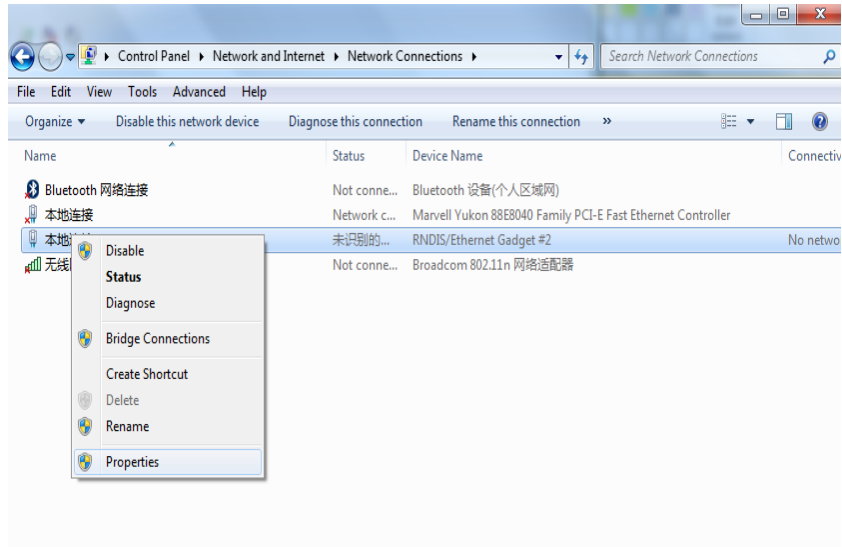 Control Panel Network and Internet Network Connections Search Network Connections
File Edit View Tools Advanced Help
Organize Disable this network device Diagnose this connection Rename this connection »
Name Status Device Name Connectiv
Bluetooth 网络连接 Not conne... Bluetooth 设备(个人区域网)
本地连接 Network c... Marvell Yukon 88E8040 Family PCI-E Fast Ethernet Controller
本地 未识别的... RNDIS/Ethernet Gadget #2 No netwo
无线 Not conne... Broadcom 802.11n 网络适配器
Disable
Status
Diagnose
Bridge Connections
Create Shortcut
Delete
Rename
Properties